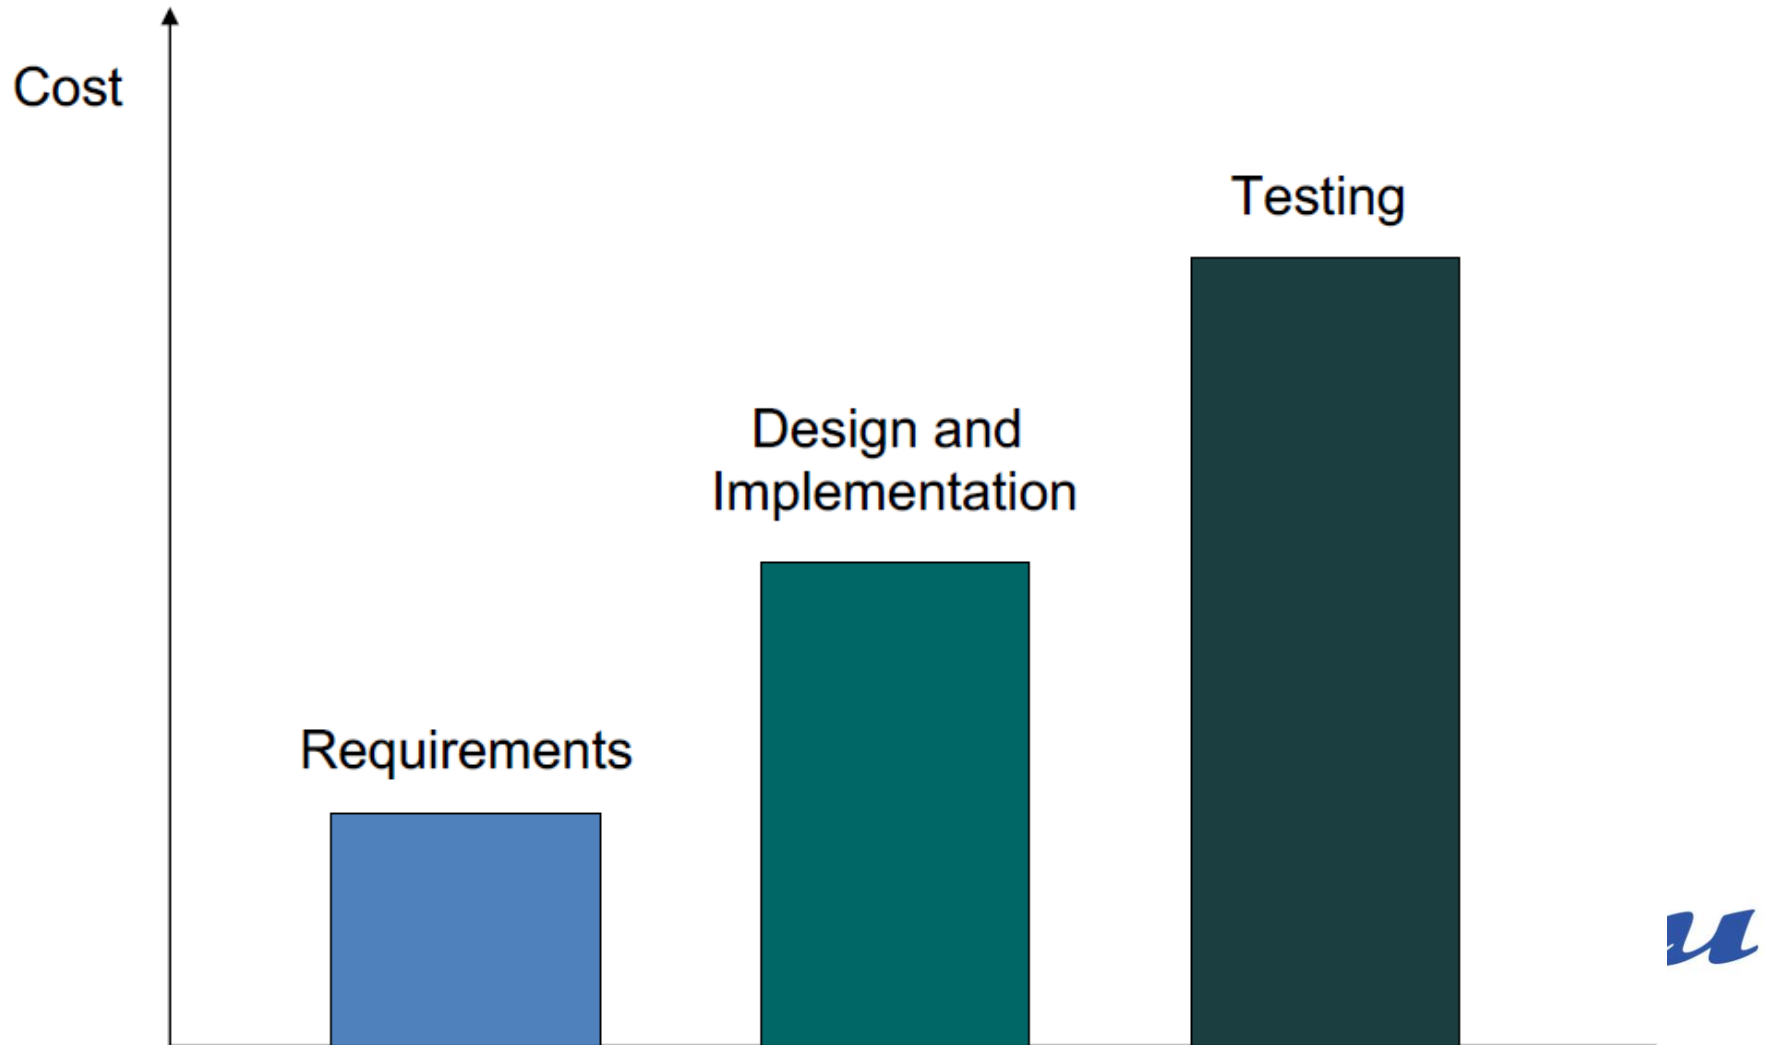 Cost
Testing
Design and
Implementation
Requirements
u